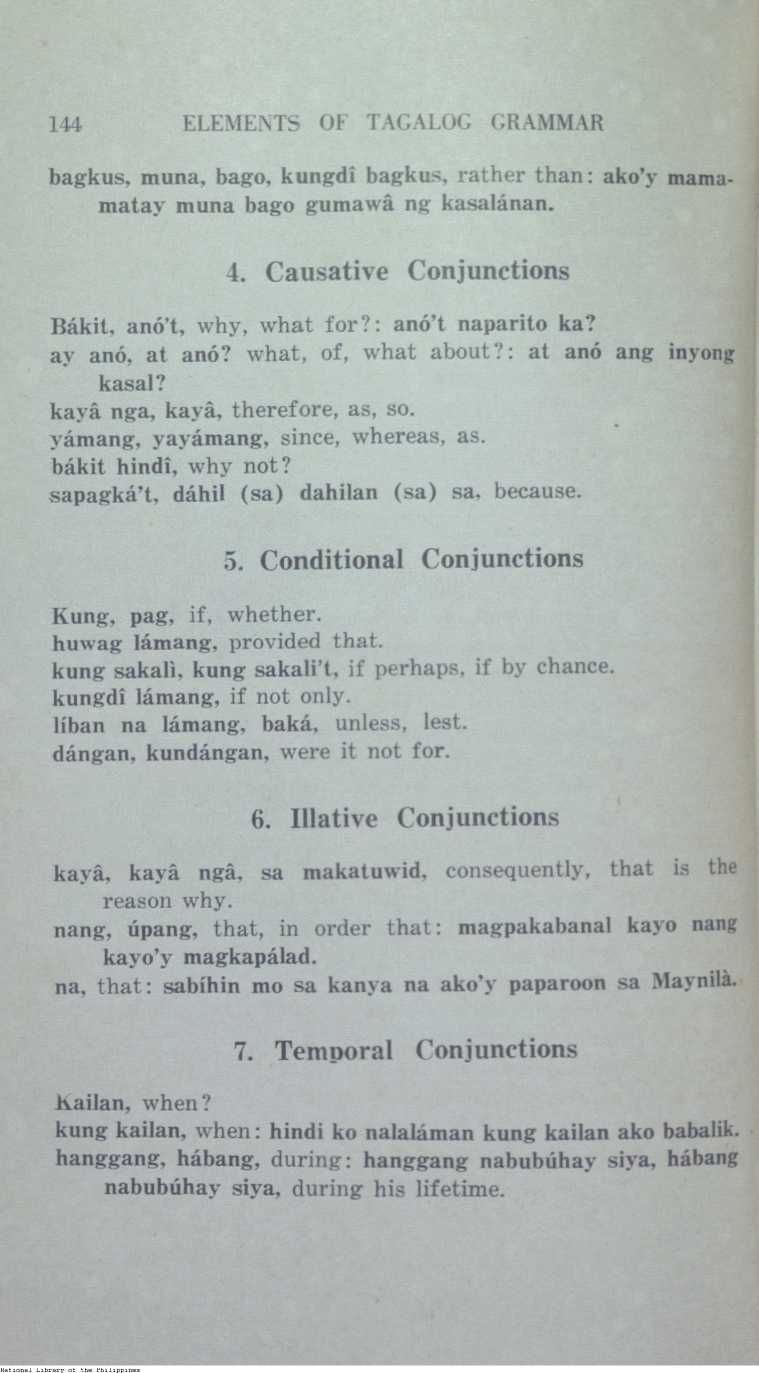 144 ELEMENTS OF TAGALOG GRAMMAR
bagkus, muna, bago, kungdî bagkus, rather than: ako'y mama-
matay muna bago gumawâ ng kasalánan.
4. Causative Conjunctions
Bákit, anó't, why, what for?: anó't naparito ka?
ay anó, at anó? what, of, what about?: at anó ang inyong
kasal?
kayâ nga, kayâ, therefore, as, so.
yámang, yayámang, since, whereas, as.
bákit hindî, why not?
sapagká't, dáhil (sa) dahilan (sa) sa, because.
5. Conditional Conjunctions
Kung, pag, if, whether.
huwag lámang, provided that.
kung sakalì, kung sakali't, if perhaps, if by chance.
kungdî lámang, if not only.
líban na lámang, baká, unless, lest.
dángan, kundángan, were it not for.
6. Illative Conjunctions
kayâ, kayâ ngâ, sa makatuwid, consequently, that is the
reason why.
nang, úpang, that, in order that: magpakabanal kayo nang
kayo'y magkapálad.
na, that: sabíhin mo sa kanya na ako'y paparoon sa Maynilà.
7. Temporal Conjunctions
Kailan, when?
kung kailan, when: hindi ko nalaláman kung kailan ako babalik.
hanggang, hábang, during: hanggang nabubúhay siya, hábang
nabubúhay siya, during his lifetime.
National Library of the Philippines